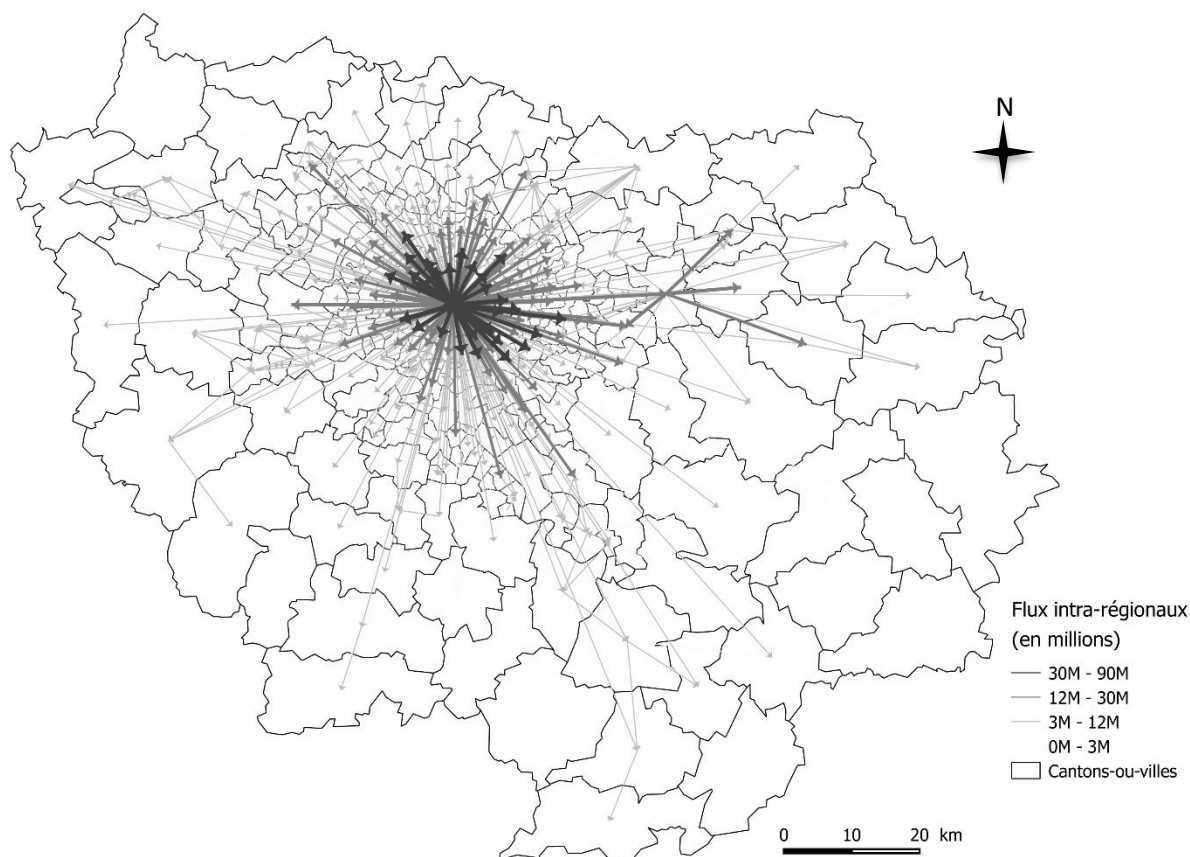 N
Flux intra-régionaux
(en millions)
30M - 90M
12M - 30M
3M - 12M
0M - 3M
Cantons-ou-villes
0 10 20 km